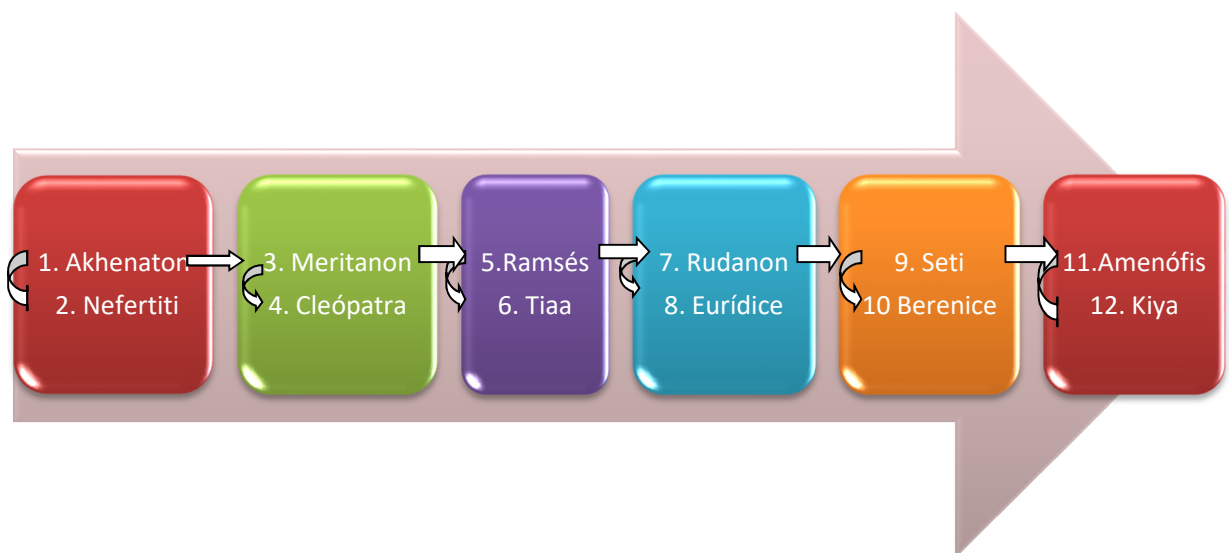 1. Akhenaton
2. Nefertiti
3. Meritanon
4. Cleópatra
5.Ramsés
6. Tiaa
7. Rudanon
8. Eurídice
9. Seti
10 Berenice
11.Amenófis
12. Kiya